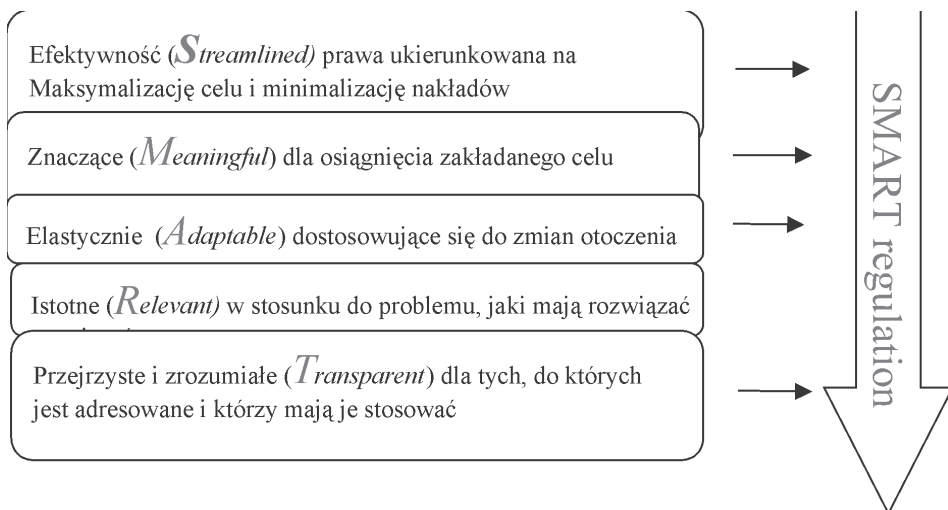 Efektywność (Streamlined) prawa ukierunkowana na
Maksymalizację celu i minimalizację nakładów
Znaczące (Meaningful) dla osiągnięcia zakładanego celu
Elastycznie (Adaptable) dostosowujące się do zmian otoczenia
Istotne (Relevant) w stosunku do problemu, jaki mają rozwiązać
Przejrzyste i zrozumiałe (Transparent) dla tych, do których
jest adresowane i którzy mają je stosować
SMART regulation